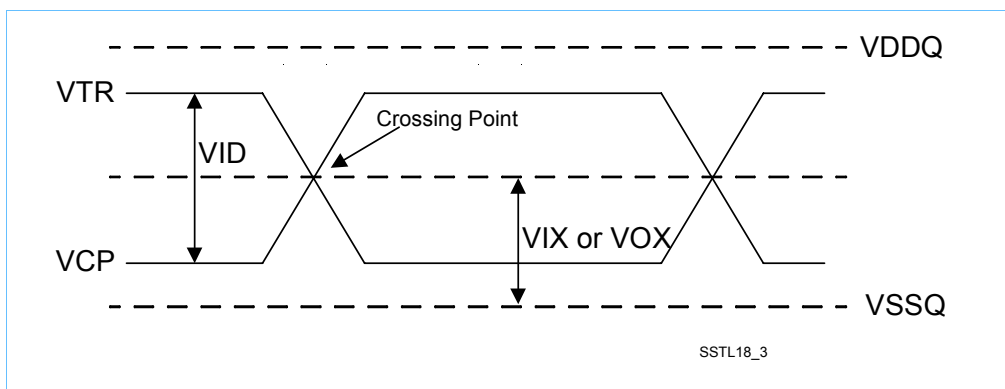 VDDQ
VTR
Crossing Point
VID
VIX or VOX
VCP
VSSQ
SSTL18_3